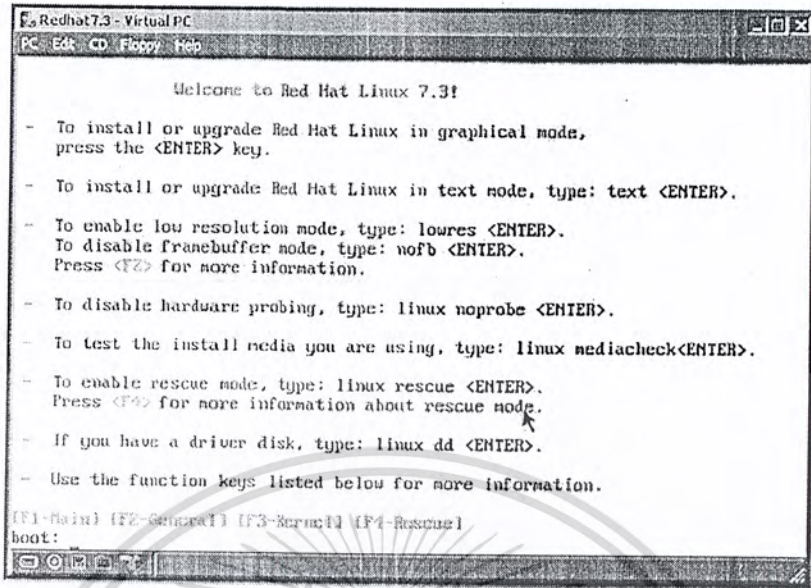 Redhat7.3 - Virtual PC
PC Edit CD Floppy Help
Welcome to Red Hat Linux 7.3!
- To install or upgrade Red Hat Linux in graphical mode,
press the <ENTER> key.
- To install or upgrade Red Hat Linux in text mode, type: text <ENTER>.
- To enable low resolution mode, type: lowres <ENTER>.
To disable framebuffer mode, type: nofb <ENTER>.
Press <F2> for more information.
- To disable hardware probing, type: linux noprobe <ENTER>.
- To test the install media you are using, type: linux mediacheck<ENTER>.
- To enable rescue mode, type: linux rescue <ENTER>.
Press <F4> for more information about rescue mode.
- If you have a driver disk, type: linux dd <ENTER>.
- Use the function keys listed below for more information.
[F1-Main] [F2-General] [F3-Kernel] [F4-Rescue]
boot: _